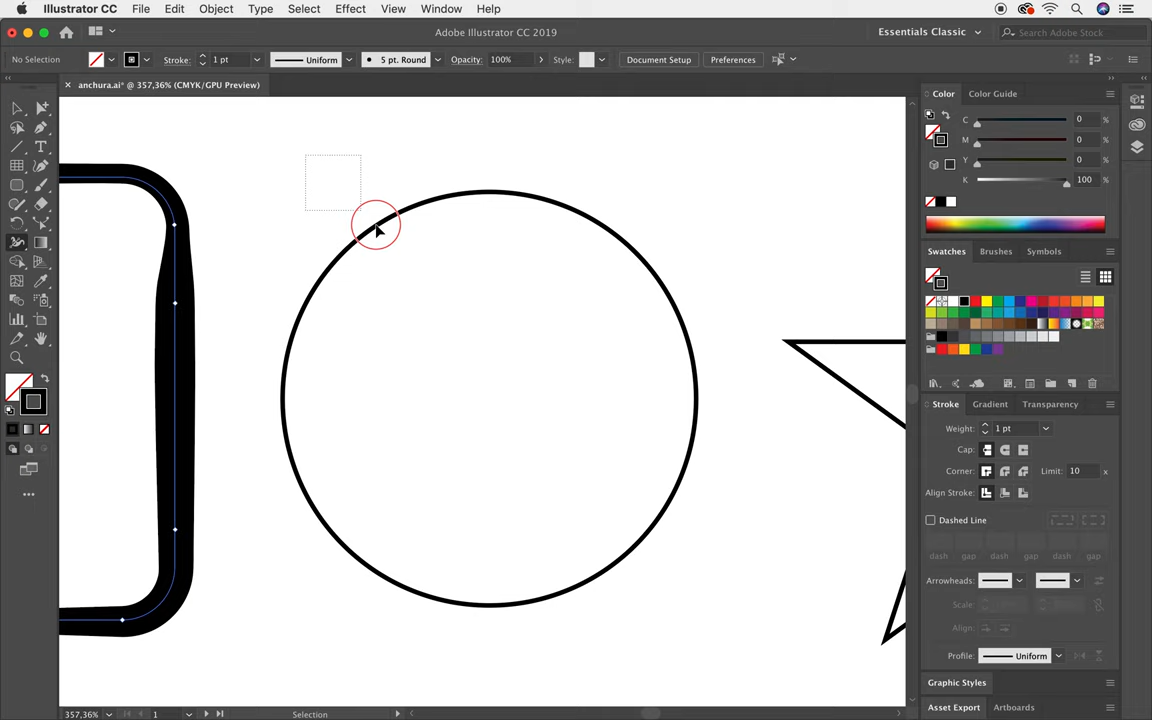 Illustrator CC File Edit Object Type Select Effect View Window Help
Adobe Illustrator CC 2019
Essentials Classic
Search Adobe Stock
No Selection Stroke: 1 pt Uniform 5 pt. Round Opacity: 100% Style: Document Setup Preferences
× anchura.ai* @ 357,36% (CMYK/GPU Preview)
Color Color Guide
C 0 %
M 0 %
Y 0 %
K 100 %
Swatches Brushes Symbols
Stroke Gradient Transparency
Weight: 1 pt
Cap:
Corner: Limit: 10 x
Align Stroke:
Dashed Line
dash gap dash gap dash gap
Arrowheads:
Scale:
Align:
Profile: Uniform
Graphic Styles
Asset Export Artboards
357,36% 1 Selection